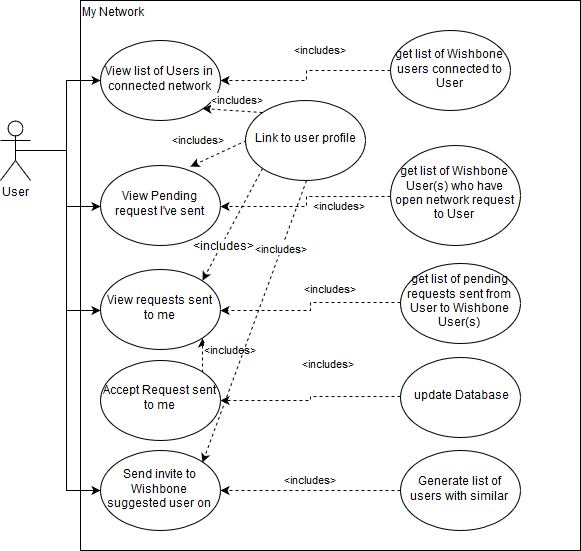 My Network
<includes>
View list of Users in
connected network
get list of Wishbone
users connected to
User
<includes>
<includes>
Link to user profile
User
View Pending
request I've sent
<includes>
get list of Wishbone
User(s) who have
open network request
to User
<includes>
<includes>
View requests sent
to me
<includes>
get list of pending
requests sent from
User to Wishbone
User(s)
<includes>
<includes>
Accept Request sent
to me
update Database
Send invite to
Wishbone
suggested user on
<includes>
Generate list of
users with similar